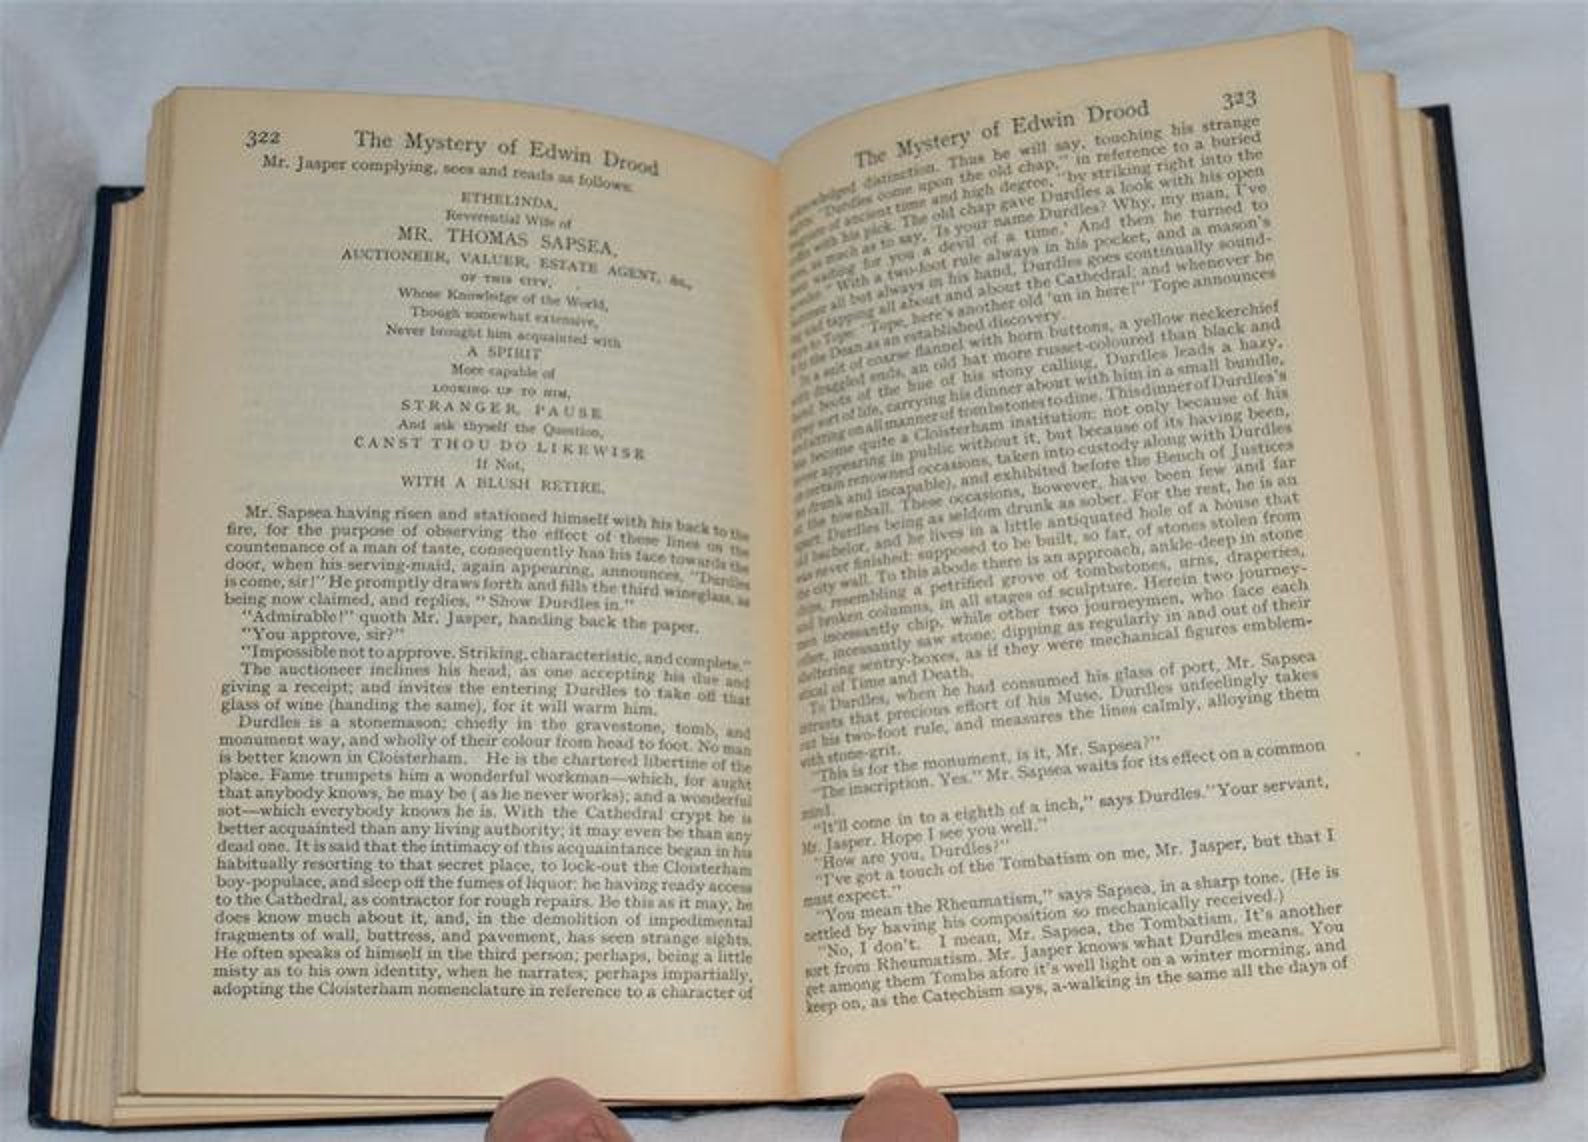 322
The Mystery of Edwin Drood
Mr. Jasper complying, sees and reads as follows:
ETHELINDA,
Reverential Wife of
MR. THOMAS SAPSEA,
AUCTIONEER, VALUER, ESTATE AGENT, &c.,
OF THIS CITY,
Whose Knowledge of the World,
Though somewhat extensive,
Never brought him acquainted with
A SPIRIT
More capable of
LOOKING UP TO HIM,
STRANGER, PAUSE
And ask thyself the Question,
CANST THOU DO LIKEWISE
If Not,
WITH A BLUSH RETIRE.
Mr. Sapsea having risen and stationed himself with his back to the
fire, for the purpose of observing the effect of these lines on the
countenance of a man of taste, consequently has his face towards the
door, when his serving-maid, again appearing, announces, "Durdles
is come, sir!" He promptly draws forth and fills the third wineglass, as
being now claimed, and replies, "Show Durdles in."
"Admirable!" quoth Mr. Jasper, handing back the paper.
"You approve, sir?"
"Impossible not to approve. Striking, characteristic, and complete."
The auctioneer inclines his head, as one accepting his due and
giving a receipt; and invites the entering Durdles to take off that
glass of wine (handing the same), for it will warm him.
Durdles is a stonemason; chiefly in the gravestone, tomb, and
monument way, and wholly of their colour from head to foot. No man
is better known in Cloisterham. He is the chartered libertine of the
place. Fame trumpets him a wonderful workman—which, for aught
that anybody knows, he may be ( as he never works); and a wonderful
sot—which everybody knows he is. With the Cathedral crypt he is
better acquainted than any living authority; it may even be than any
dead one. It is said that the intimacy of this acquaintance began in his
habitually resorting to that secret place, to lock-out the Cloisterham
boy-populace, and sleep off the fumes of liquor: he having ready access
to the Cathedral, as contractor for rough repairs. Be this as it may, he
does know much about it, and, in the demolition of impedimental
fragments of wall, buttress, and pavement, has seen strange sights.
He often speaks of himself in the third person; perhaps, being a little
misty as to his own identity, when he narrates; perhaps impartially,
adopting the Cloisterham nomenclature in reference to a character of
The Mystery of Edwin Drood
323
acknowledged distinction. Thus he will say, touching his strange
"Durdles come upon the old chap," in reference to a buried
of ancient time and high degree, "by striking right into the
with his pick. The old chap gave Durdles a look with his open
as much as to say, 'Is your name Durdles? Why, my man, I've
waiting for you a devil of a time.' And then he turned to
With a two-foot rule always in his pocket, and a mason's
all but always in his hand, Durdles goes continually sound-
and tapping all about and about the Cathedral; and whenever he
to Tope: "Tope, here's another old 'un in here!" Tope announces
to the Dean as an established discovery.
In a suit of coarse flannel with horn buttons, a yellow neckerchief
with draggled ends, an old hat more russet-coloured than black and
boots of the hue of his stony calling, Durdles leads a hazy,
sort of life, carrying his dinner about with him in a small bundle,
and sitting on all manner of tombstones to dine. This dinner of Durdles's
has become quite a Cloisterham institution: not only because of his
never appearing in public without it, but because of its having been,
on certain renowned occasions, taken into custody along with Durdles
(as drunk and incapable), and exhibited before the Bench of Justices
at the townhall. These occasions, however, have been few and far
apart: Durdles being as seldom drunk as sober. For the rest, he is an
old bachelor, and he lives in a little antiquated hole of a house that
was never finished: supposed to be built, so far, of stones stolen from
the city wall. To this abode there is an approach, ankle-deep in stone
chips, resembling a petrified grove of tombstones, urns, draperies,
and broken columns, in all stages of sculpture. Herein two journey-
men incessantly chip, while other two journeymen, who face each
other, incessantly saw stone; dipping as regularly in and out of their
sheltering sentry-boxes, as if they were mechanical figures emblem-
atical of Time and Death.
To Durdles, when he had consumed his glass of port, Mr. Sapsea
intrusts that precious effort of his Muse. Durdles unfeelingly takes
out his two-foot rule, and measures the lines calmly, alloying them
with stone-grit.
"This is for the monument, is it, Mr. Sapsea?"
"The inscription. Yes." Mr. Sapsea waits for its effect on a common
mind.
"It'll come in to a eighth of a inch," says Durdles. "Your servant,
Mr. Jasper. Hope I see you well."
"How are you, Durdles?"
"I've got a touch of the Tombatism on me, Mr. Jasper, but that I
must expect."
"You mean the Rheumatism," says Sapsea, in a sharp tone. (He is
nettled by having his composition so mechanically received.)
"No, I don't. I mean, Mr. Sapsea, the Tombatism. It's another
sort from Rheumatism. Mr. Jasper knows what Durdles means. You
get among them Tombs afore it's well light on a winter morning, and
keep on, as the Catechism says, a-walking in the same all the days of